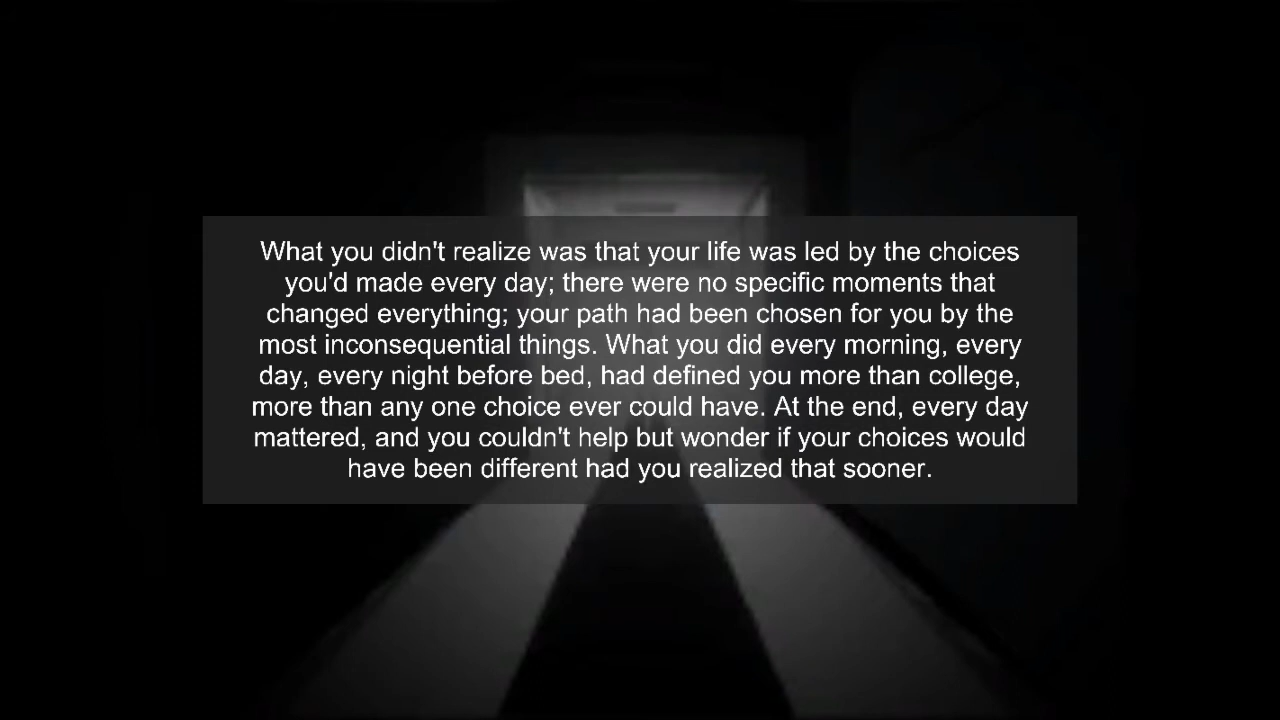 What you didn't realize was that your life was led by the choices
you'd made every day; there were no specific moments that
changed everything; your path had been chosen for you by the
most inconsequential things. What you did every morning, every
day, every night before bed, had defined you more than college,
more than any one choice ever could have. At the end, every day
mattered, and you couldn't help but wonder if your choices would
have been different had you realized that sooner.